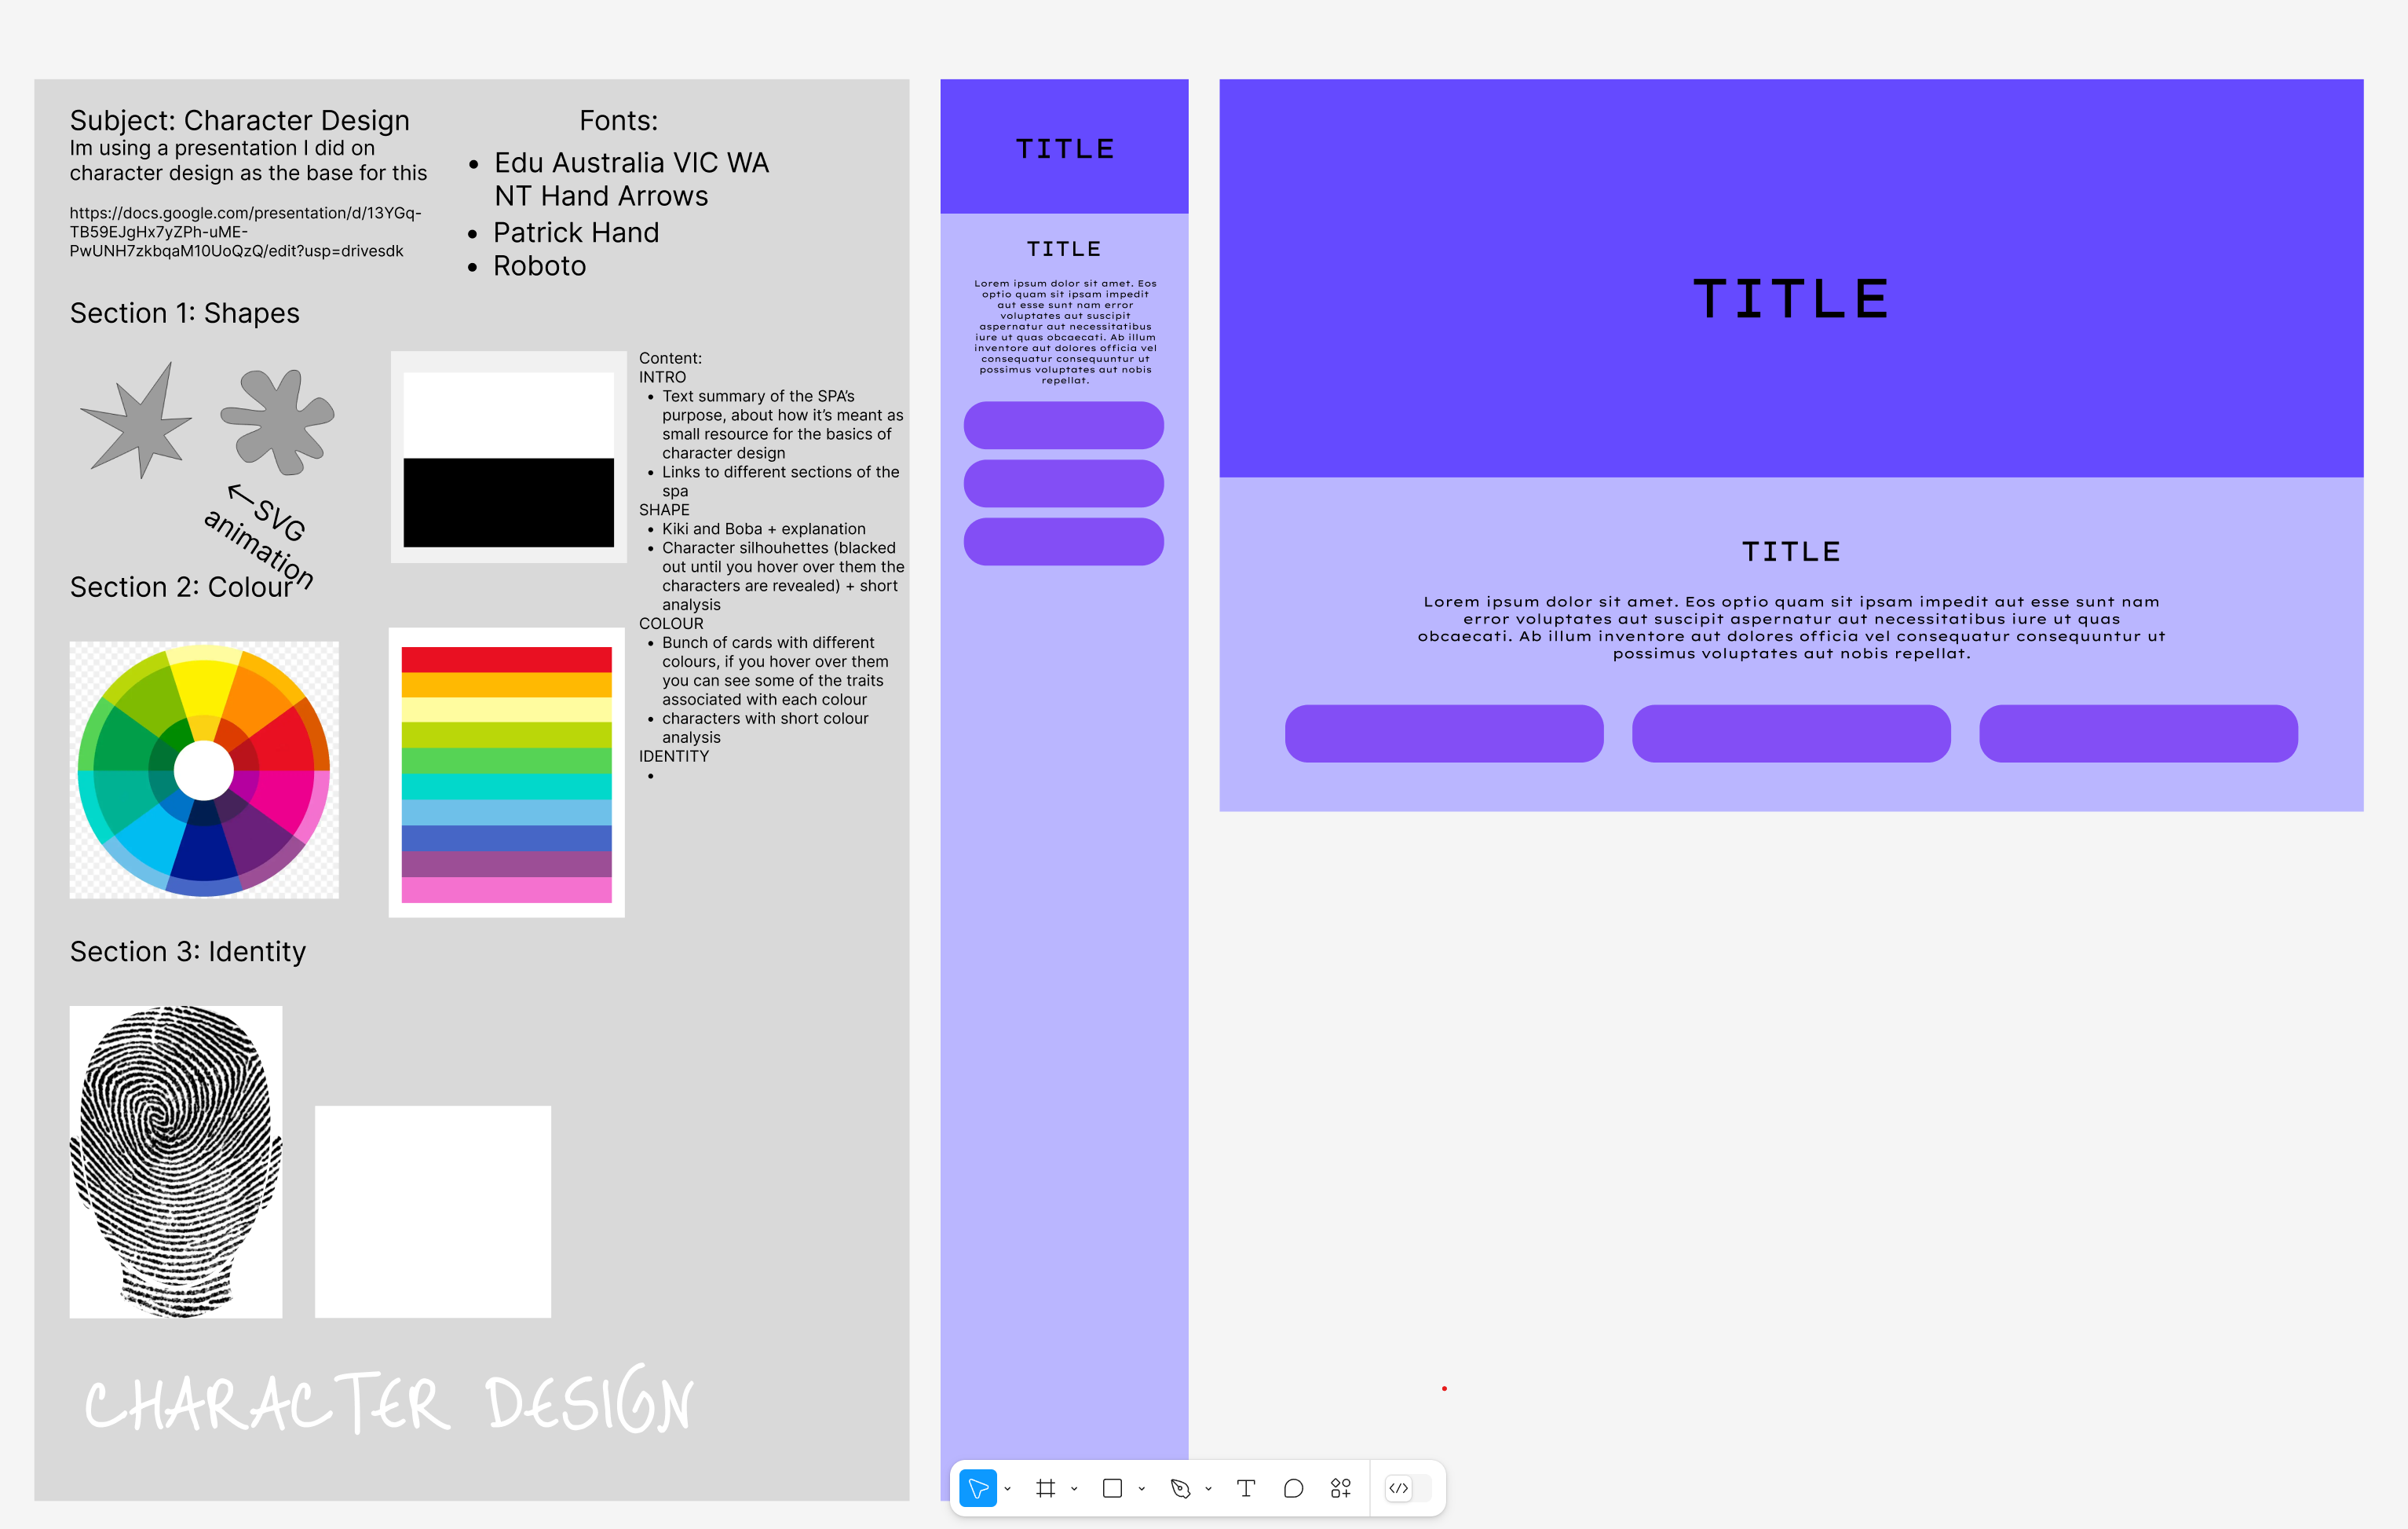 Subject: Character Design
Im using a presentation I did on
character design as the base for this
https://docs.google.com/presentation/d/13YGq-
TB59EJgHx7yZPh-uME-
PwUNH7zkbqaM10UoQzQ/edit?usp=drivesdk
Fonts:
Edu Australia VIC WA
NT Hand Arrows
Patrick Hand
Roboto
Section 1: Shapes
←SVG
animation
Content:
INTRO
Text summary of the SPA’s
purpose, about how it’s meant as
small resource for the basics of
character design
Links to different sections of the
spa
SHAPE
Kiki and Boba + explanation
Character silhouhettes (blacked
out until you hover over them the
characters are revealed) + short
analysis
COLOUR
Bunch of cards with different
colours, if you hover over them
you can see some of the traits
associated with each colour
characters with short colour
analysis
IDENTITY
Section 2: Colour
Section 3: Identity
CHARACTER DESIGN
TITLE
TITLE
Lorem ipsum dolor sit amet. Eos
optio quam sit ipsam impedit
aut esse sunt nam error
voluptates aut suscipit
aspernatur aut necessitatibus
iure ut quas obcaecati. Ab illum
inventore aut dolores officia vel
consequatur consequuntur ut
possimus voluptates aut nobis
repellat.
TITLE
TITLE
Lorem ipsum dolor sit amet. Eos optio quam sit ipsam impedit aut esse sunt nam
error voluptates aut suscipit aspernatur aut necessitatibus iure ut quas
obcaecati. Ab illum inventore aut dolores officia vel consequatur consequuntur ut
possimus voluptates aut nobis repellat.